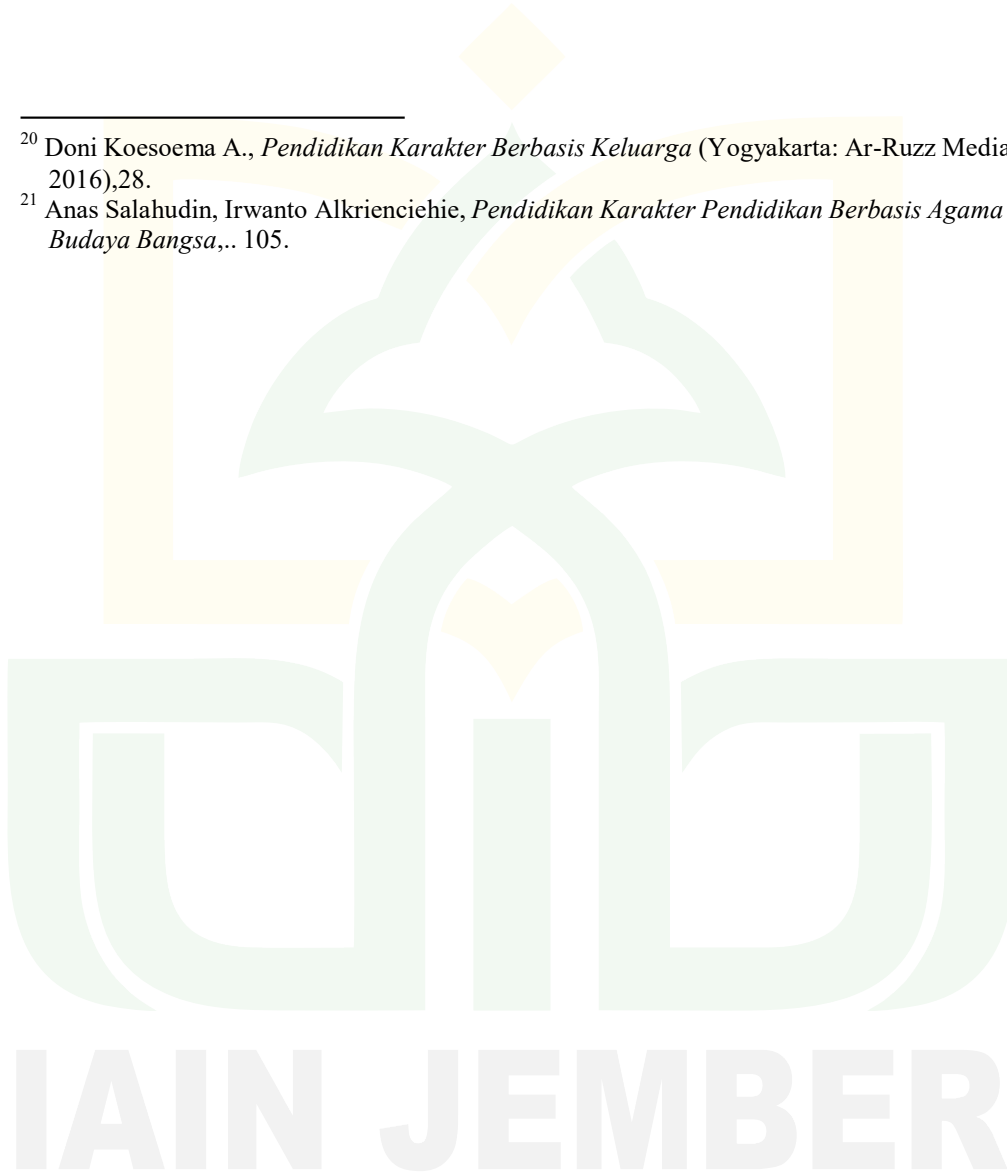 20 Doni Koesoema A., Pendidikan Karakter Berbasis Keluarga (Yogyakarta: Ar-Ruzz Media
2016),28.
21 Anas Salahudin, Irwanto Alkrienciehie, Pendidikan Karakter Pendidikan Berbasis Agama
Budaya Bangsa,.. 105.
IAIN JEMBER